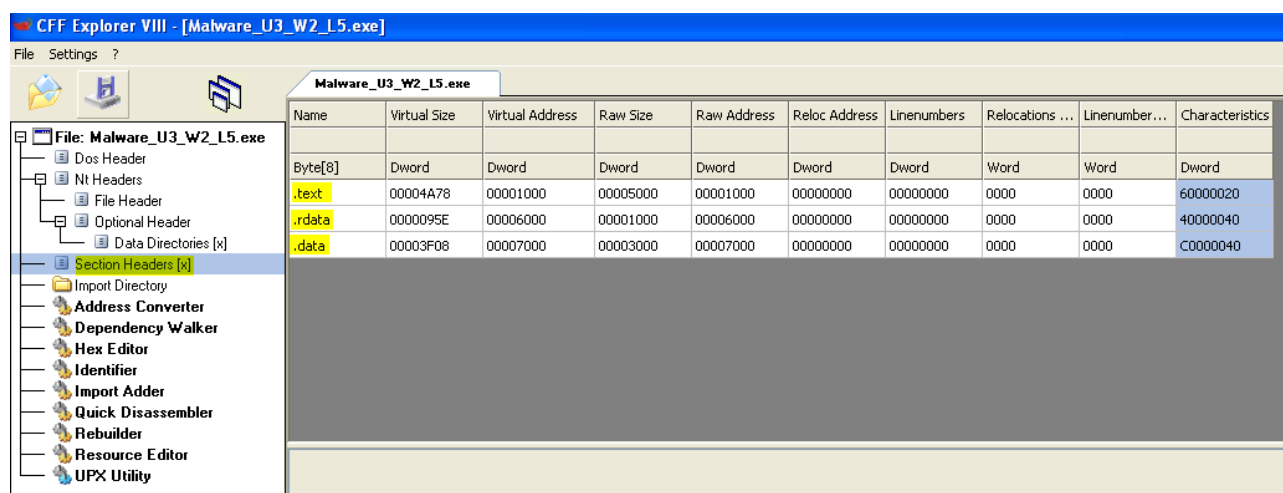 CFF Explorer VIII - [Malware_U3_W2_L5.exe]
File Settings ?
Malware_U3_W2_L5.exe
File: Malware_U3_W2_L5.exe
Dos Header
Nt Headers
File Header
Optional Header
Data Directories [x]
Section Headers [x]
Import Directory
Address Converter
Dependency Walker
Hex Editor
Identifier
Import Adder
Quick Disassembler
Rebuilder
Resource Editor
UPX Utility
Name Virtual Size Virtual Address Raw Size Raw Address Reloc Address Linenumbers Relocations ... Linenumber... Characteristics
Byte[8] Dword Dword Dword Dword Dword Dword Word Word Dword
.text 00004A78 00001000 00005000 00001000 00000000 00000000 0000 0000 60000020
.rdata 0000095E 00006000 00001000 00006000 00000000 00000000 0000 0000 40000040
.data 00003F08 00007000 00003000 00007000 00000000 00000000 0000 0000 C0000040